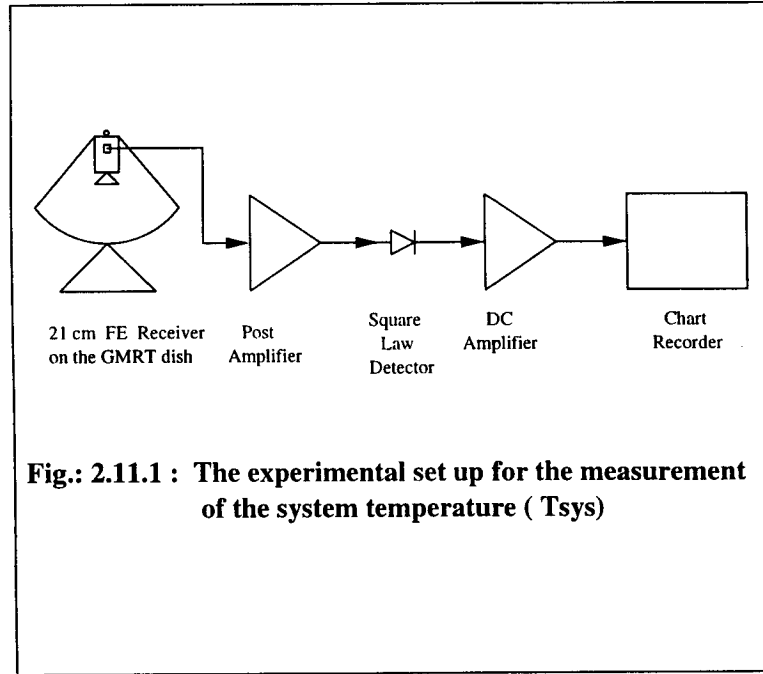 21 cm FE Receiver
on the GMRT dish
Post
Amplifier
Square
Law
Detector
DC
Amplifier
Chart
Recorder
Fig.: 2.11.1 : The experimental set up for the measurement
of the system temperature ( Tsys)